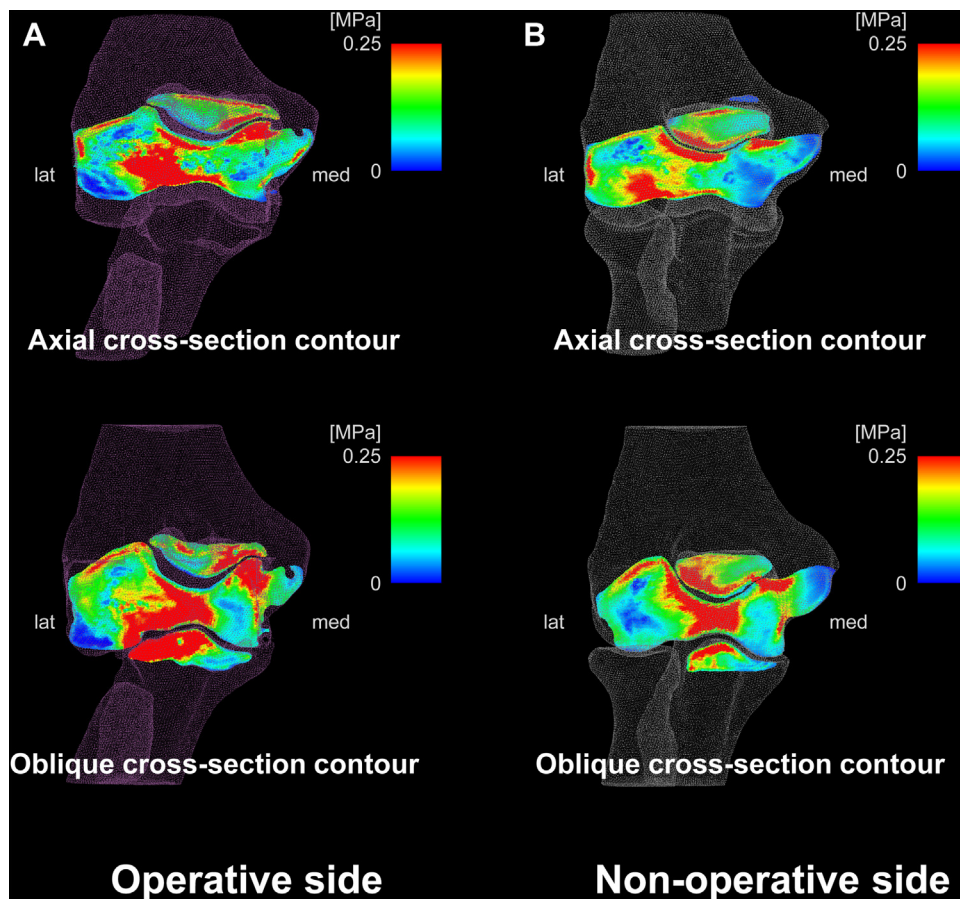 A
[MPa]
0.25
0
lat
med
Axial cross-section contour
B
[MPa]
0.25
0
lat
med
Axial cross-section contour
[MPa]
0.25
0
lat
med
Oblique cross-section contour
[MPa]
0.25
0
lat
med
Oblique cross-section contour
Operative side
Non-operative side